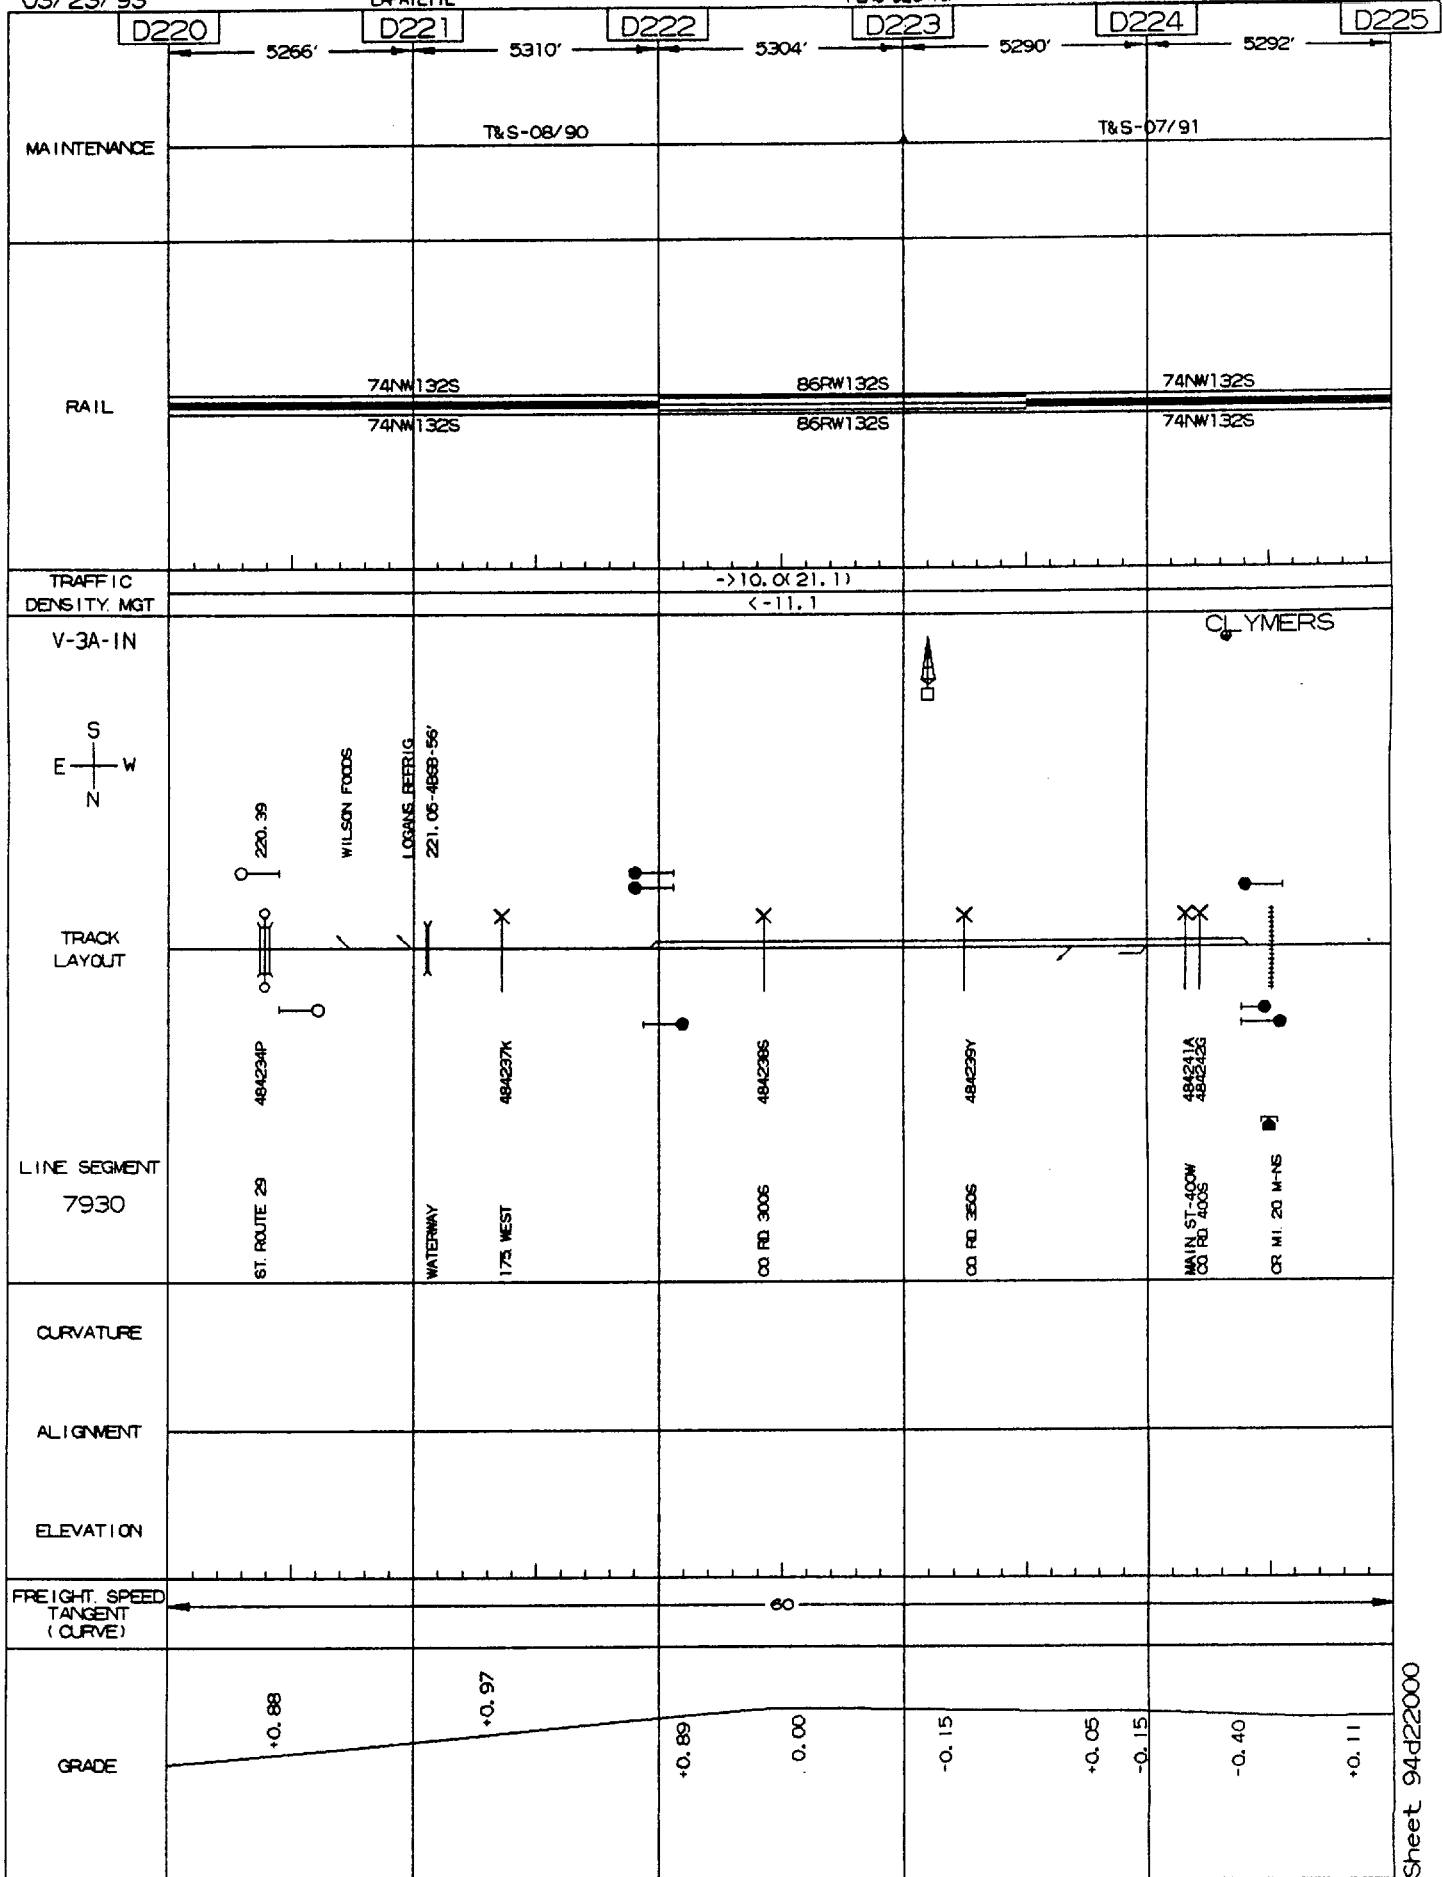 03/23/93
LAFAYETTE
D220
D221
D222
D223
D224
D225
5266'
5310'
5304'
5290'
5292'
MAINTENANCE
T&S-08/90
T&S-07/91
RAIL
74NW132S
86RW132S
74NW132S
74NW132S
86RW132S
74NW132S
TRAFFIC
DENSITY. MGT
->10.0(21.1)
<-11.1
V-3A-IN
CLYMERS
S
E W
N
220.39
WILSON FOODS
LOGANS. REFRIG
221.05-4BSB-56'
TRACK
LAYOUT
484234P
484237K
484238S
484239Y
484241A
484242G
LINE SEGMENT
7930
ST. ROUTE 29
WATERWAY
175. WEST
CO. RD. 300S
CO. RD. 350S
MAIN ST-400W
CO. RD. 400S
CR MI. 20. M-NS
CURVATURE
ALIGNMENT
ELEVATION
FREIGHT. SPEED
TANGENT
(CURVE)
60
GRADE
+0.88
+0.97
+0.89
0.00
-0.15
+0.05
-0.15
-0.40
+0.11
Sheet 94d22000